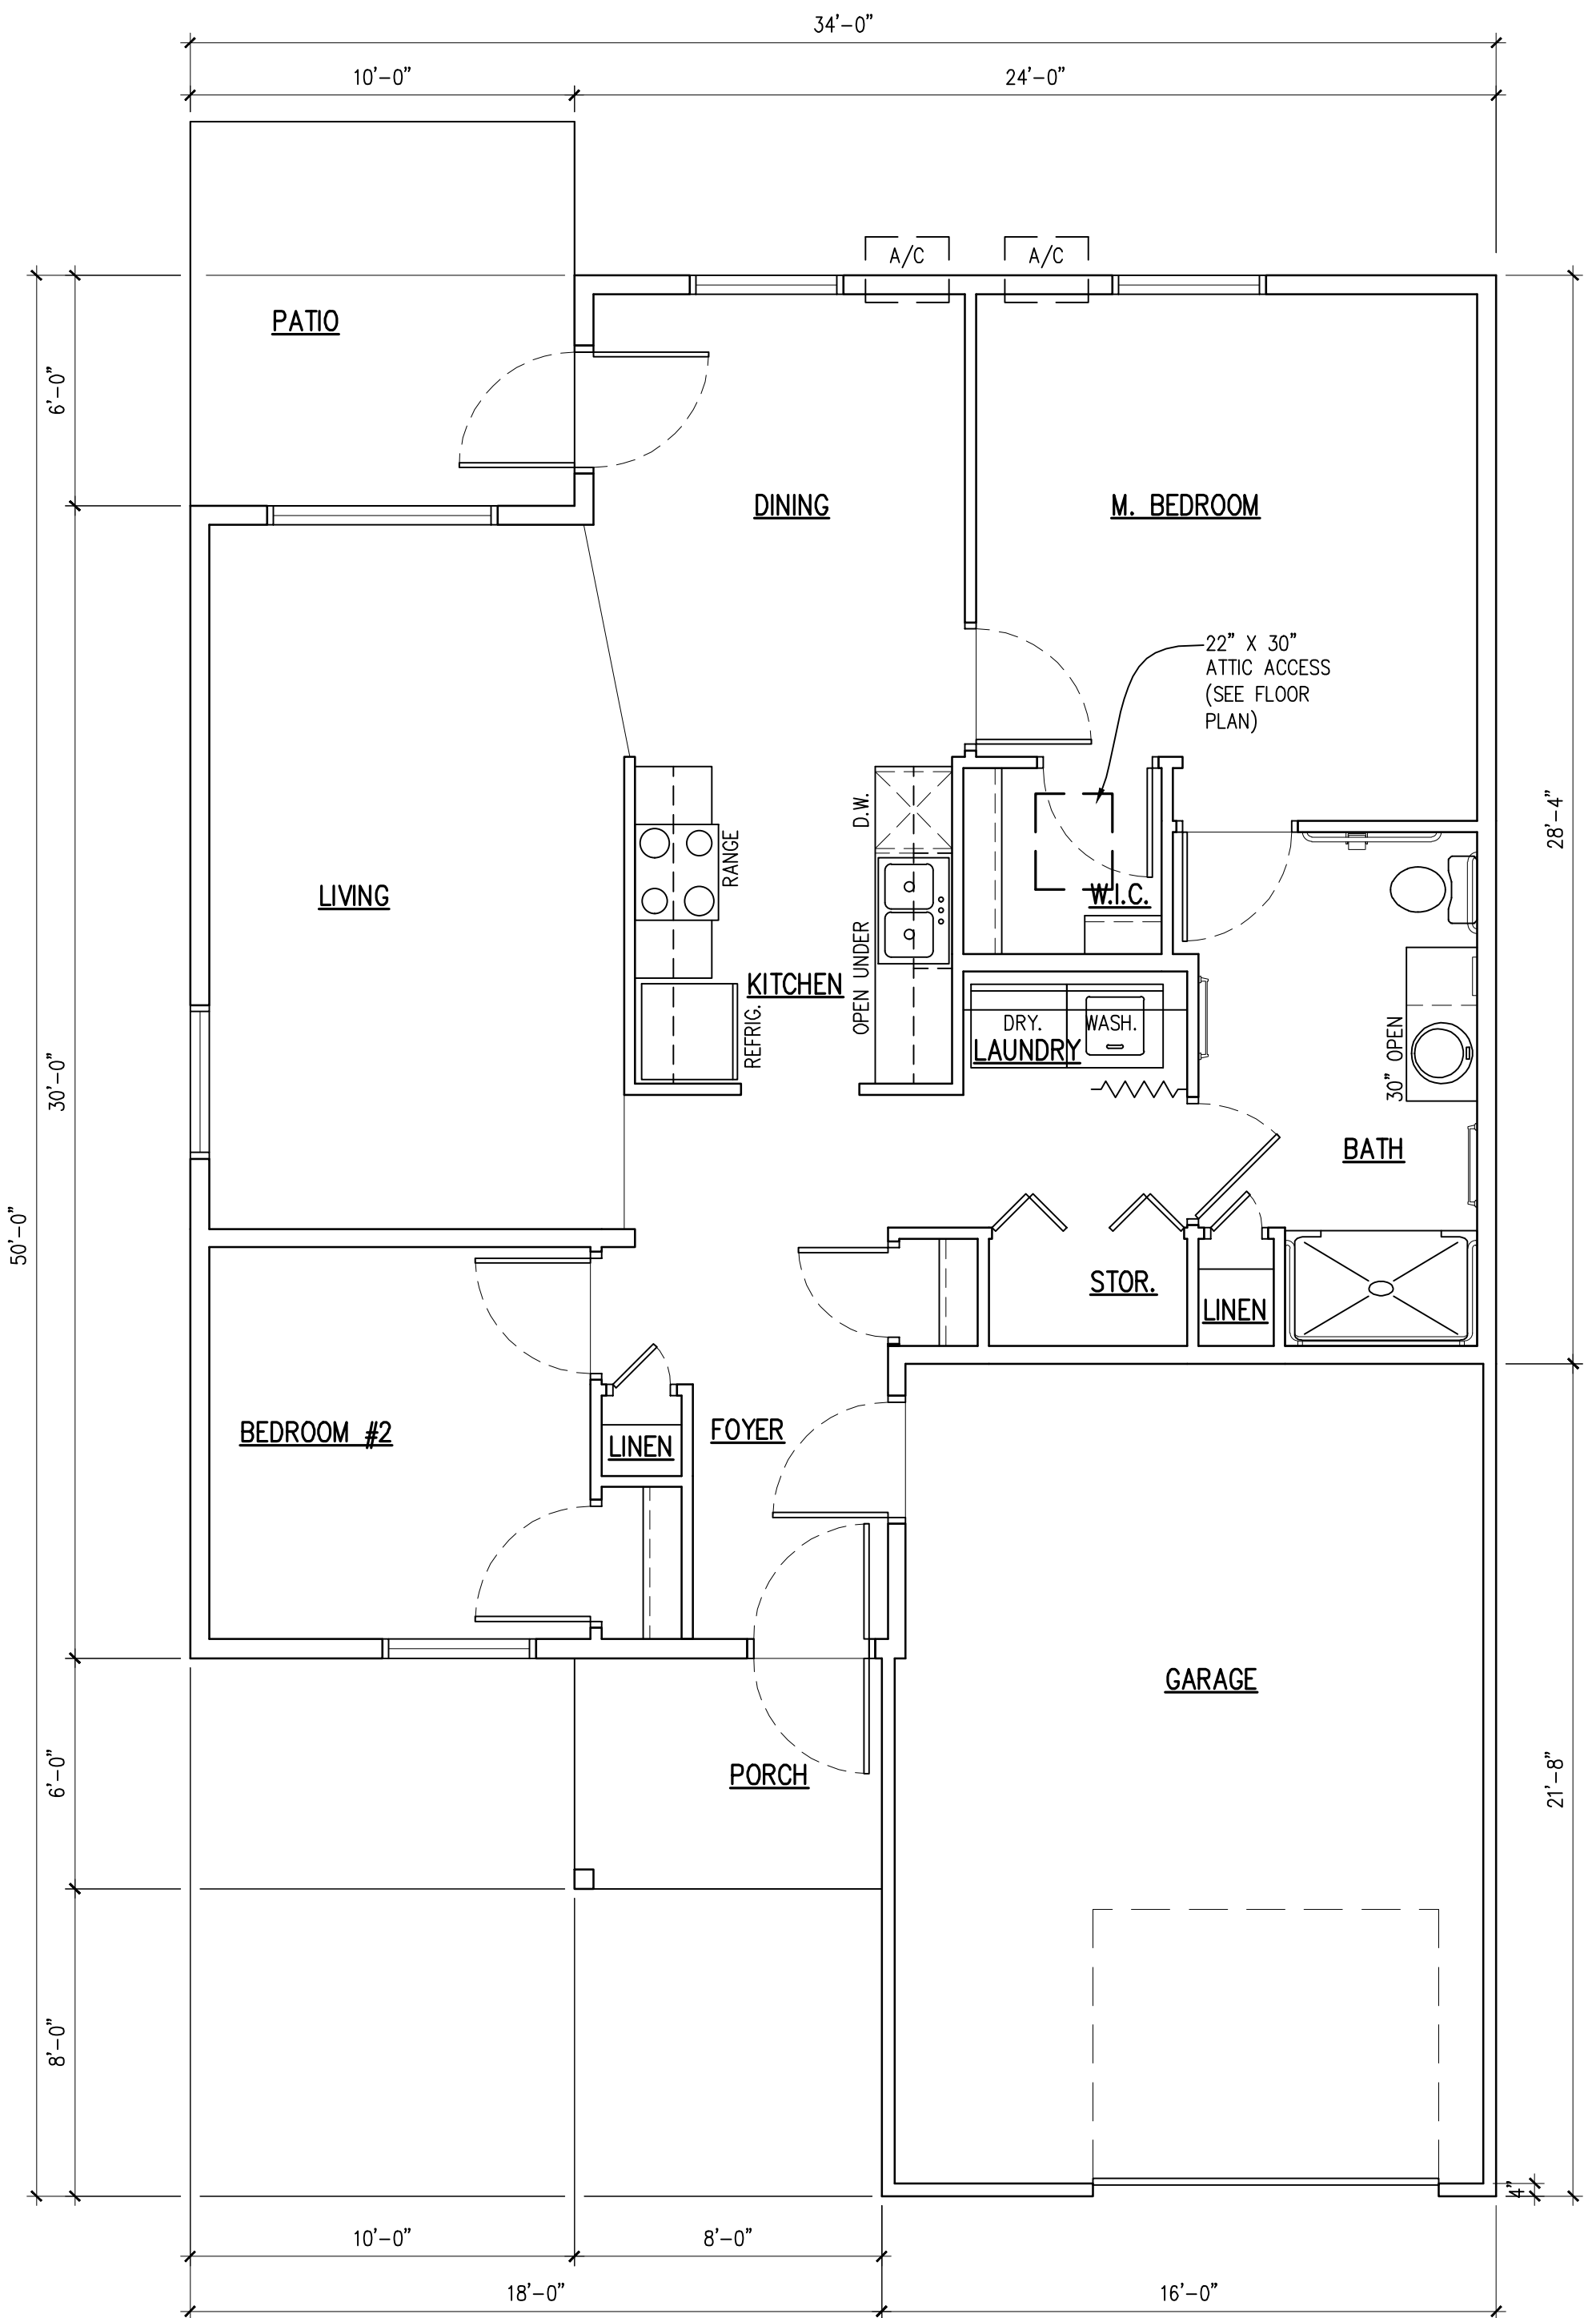 34'-0"
10'-0"
24'-0"
A/C
A/C
PATIO
6'-0"
DINING
M. BEDROOM
22" X 30"
ATTIC ACCESS
(SEE FLOOR
PLAN)
D.W.
RANGE
28'-4"
LIVING
W.I.C.
OPEN UNDER
KITCHEN
REFRIG.
DRY.
WASH.
LAUNDRY
30" OPEN
30'-0"
BATH
50'-0"
STOR.
LINEN
BEDROOM #2
FOYER
LINEN
GARAGE
6'-0"
PORCH
21'-8"
8'-0"
4"
10'-0"
8'-0"
18'-0"
16'-0"